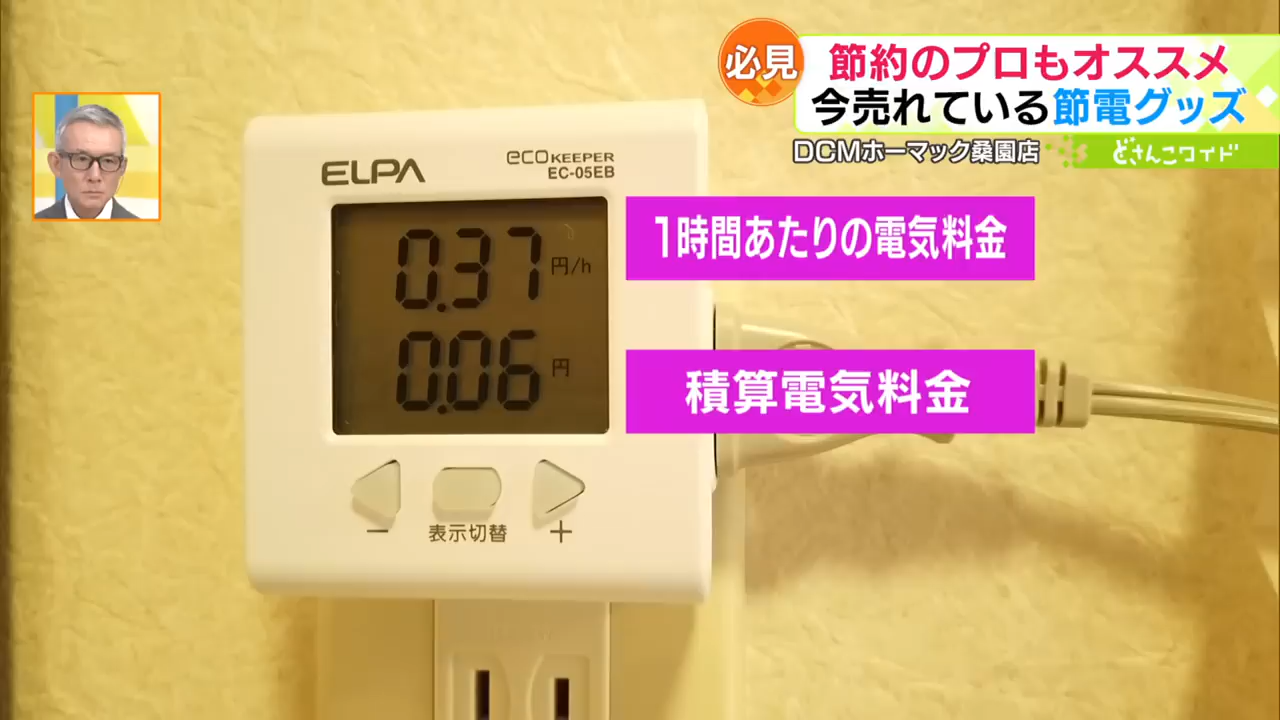 必見
節約のプロもオススメ
今売れている節電グッズ
DCMホーマック桑園店
どさんこワイド
ELPA
eco KEEPER
EC-05EB
0.37 円/h
1時間あたりの電気料金
0.06 円
積算電気料金
－ 表示切替 ＋